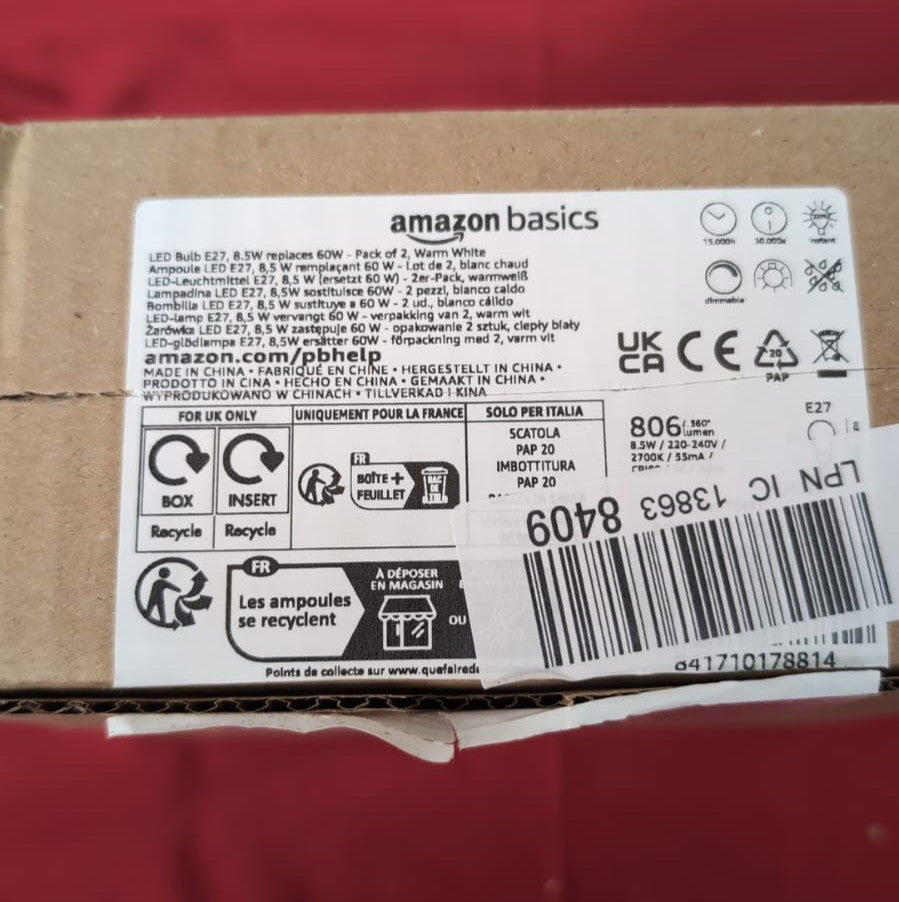 amazon basics
LED Bulb E27, 8.5W replaces 60W - Pack of 2, Warm White
Ampoule LED E27, 8,5 W remplaçant 60 W - Lot de 2, blanc chaud
LED-Leuchtmittel E27, 8,5 W (ersetzt 60 W) - 2er-Pack, warmweiß
Lampadina LED E27, 8,5W sostituisce 60W - 2 pezzi, blanco caldo
Bombilla LED E27, 8,5 W sustituye a 60 W - 2 ud., blanco cálido
LED-lamp E27, 8,5 W vervangt 60 W - verpakking van 2, warm wit
Żarówka LED E27, 8,5 W zastępuje 60 W - opakowanie 2 sztuk, ciepły biały
LED-glödlampa E27, 8,5W ersätter 60W - förpackning med 2, varm vit
amazon.com/pbhelp
MADE IN CHINA • FABRIQUÉ EN CHINE • HERGESTELLT IN CHINA •
PRODOTTO IN CINA • HECHO EN CHINA • GEMAAKT IN CHINA •
WYPRODUKOWANO W CHINACH • TILLVERKAD I KINA
15.000h
30.000x
100%
instant
dimmable
UK
CA
CE
20
PAP
FOR UK ONLY
BOX
INSERT
Recycle
Recycle
UNIQUEMENT POUR LA FRANCE
FR
BOÎTE +
FEUILLET
BAC
DE
TRI
SOLO PER ITALIA
SCATOLA
PAP 20
IMBOTTITURA
PAP 20
806 lumen
360°
8.5W / 220-240V /
2700K / 55mA /
E27
FR
Les ampoules
se recyclent
À DÉPOSER
EN MAGASIN
OU
Points de collecte sur www.quefairede
LPN IC 13863
8409
841710178814